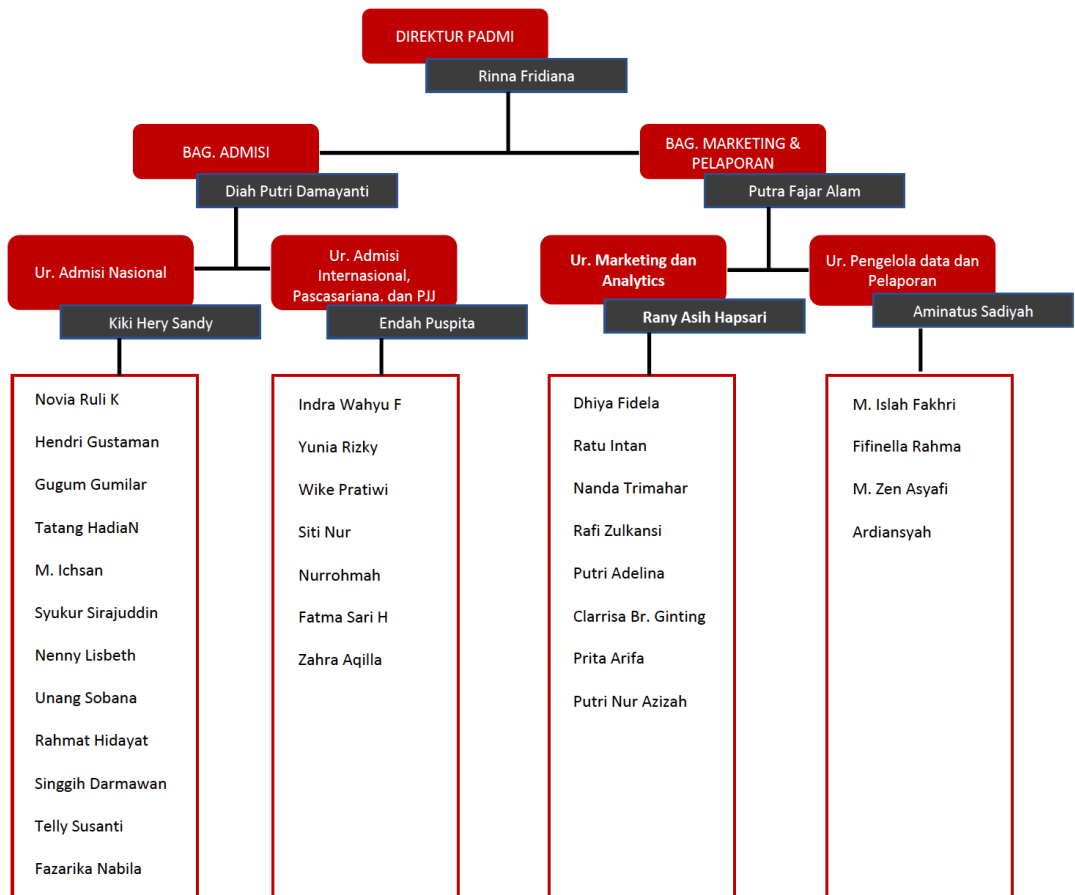 DIREKTUR PADMI
Rinna Fridiana
BAG. ADMISI
Diah Putri Damayanti
BAG. MARKETING &
PELAPORAN
Putra Fajar Alam
Ur. Admisi Nasional
Kiki Hery Sandy
Ur. Admisi
Internasional,
Pascasariana. dan PJJ
Endah Puspita
Ur. Marketing dan
Analytics
Rany Asih Hapsari
Ur. Pengelola data dan
Pelaporan
Aminatus Sadiyah
Novia Ruli K
Hendri Gustaman
Gugum Gumilar
Tatang HadiaN
M. Ichsan
Syukur Sirajuddin
Nenny Lisbeth
Unang Sobana
Rahmat Hidayat
Singgih Darmawan
Telly Susanti
Fazarika Nabila
Indra Wahyu F
Yunia Rizky
Wike Pratiwi
Siti Nur
Nurrohmah
Fatma Sari H
Zahra Aqilla
Dhiya Fidela
Ratu Intan
Nanda Trimahar
Rafi Zulkansi
Putri Adelina
Clarrisa Br. Ginting
Prita Arifa
Putri Nur Azizah
M. Islah Fakhri
Fifinella Rahma
M. Zen Asyafi
Ardiansyah